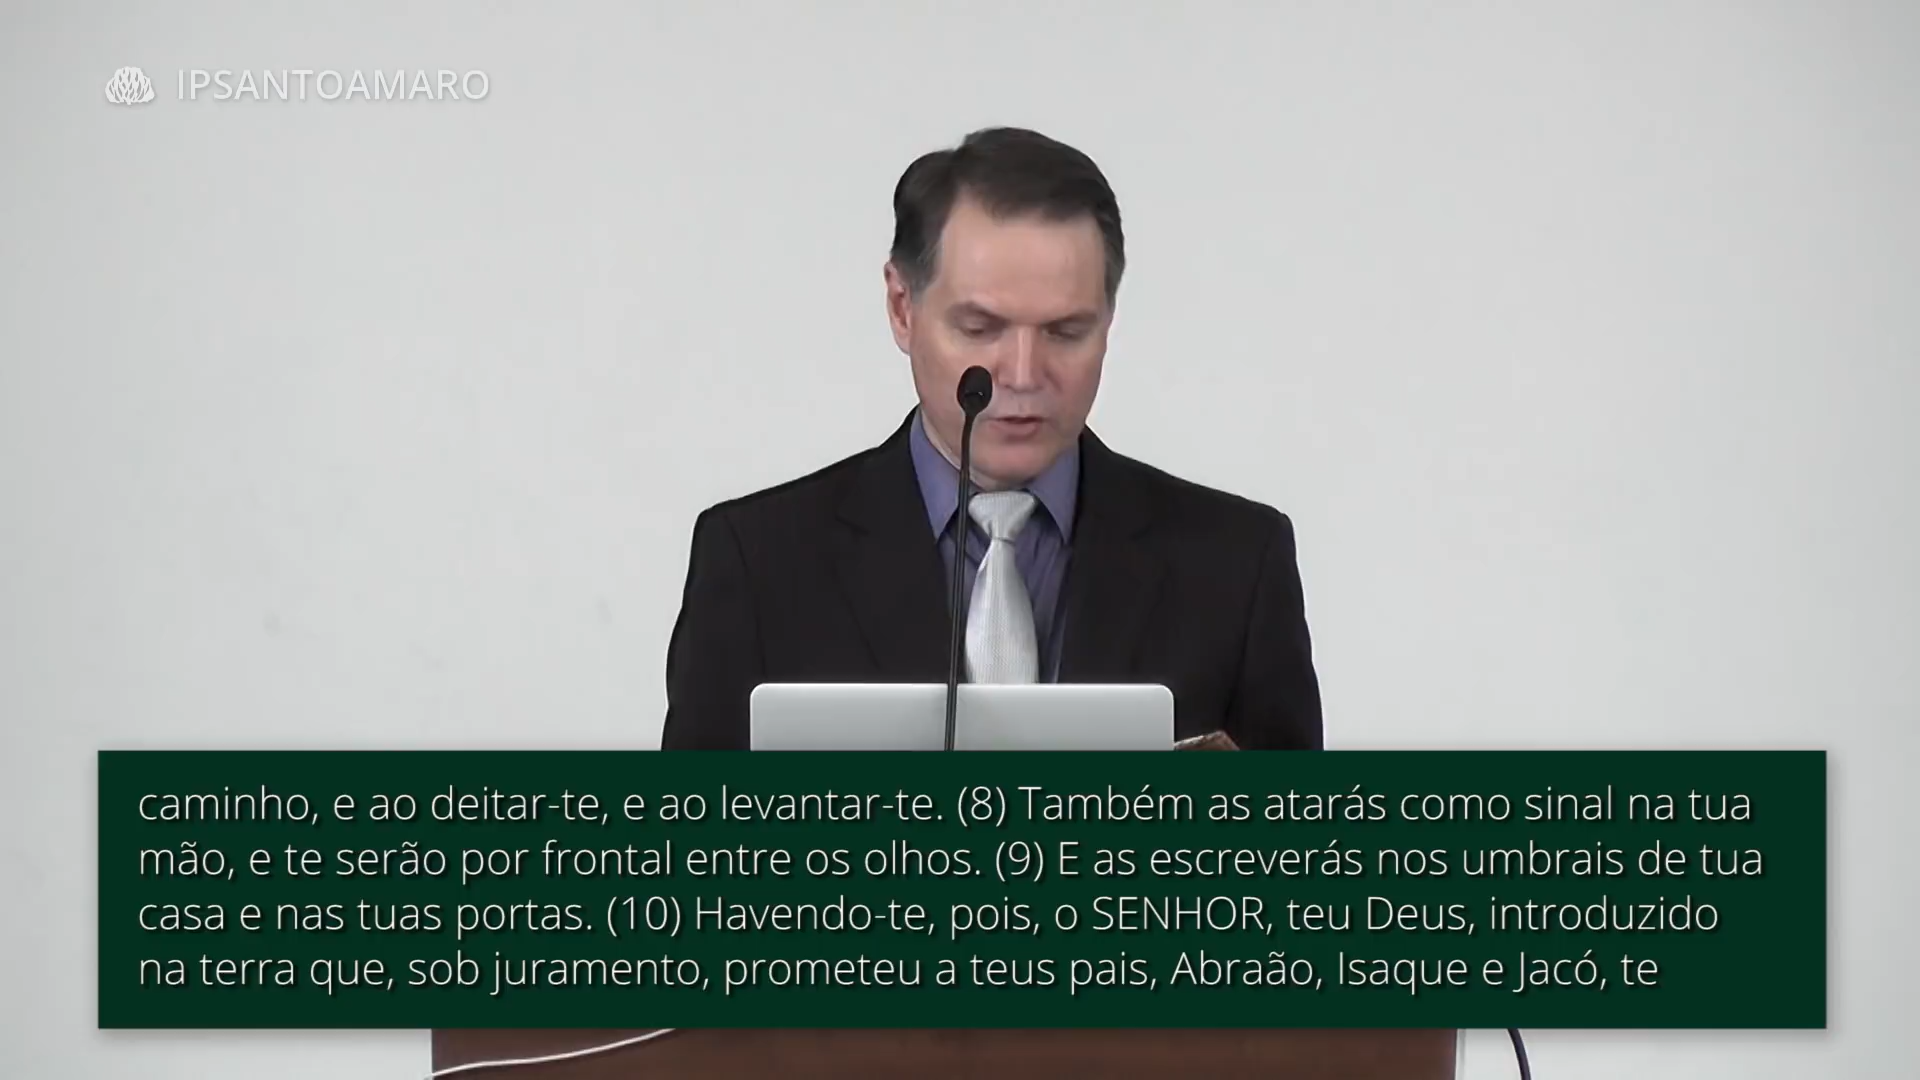 IPSANTOAMARO
caminho, e ao deitar-te, e ao levantar-te. (8) Também as atarás como sinal na tua
mão, e te serão por frontal entre os olhos. (9) E as escreverás nos umbrais de tua
casa e nas tuas portas. (10) Havendo-te, pois, o SENHOR, teu Deus, introduzido
na terra que, sob juramento, prometeu a teus pais, Abraão, Isaque e Jacó, te